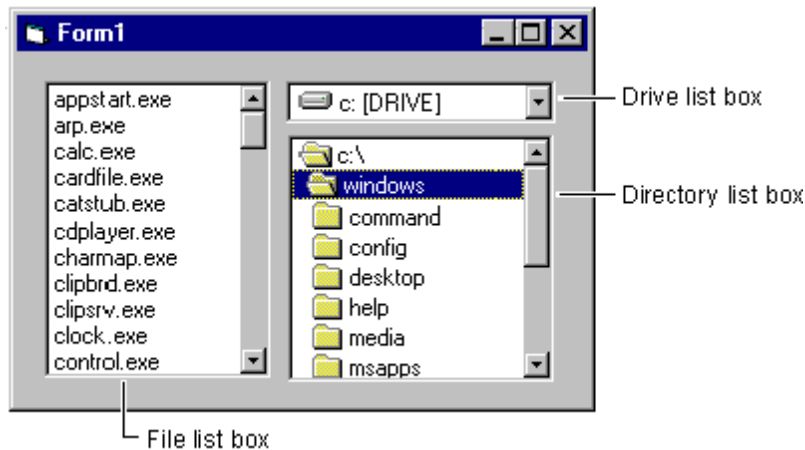 Form1
appstart.exe
arp.exe
calc.exe
cardfile.exe
catstub.exe
cdplayer.exe
charmap.exe
clipbrd.exe
clipsrv.exe
clock.exe
control.exe
c: [DRIVE]
c:\
windows
command
config
desktop
help
media
msapps
Drive list box
Directory list box
File list box